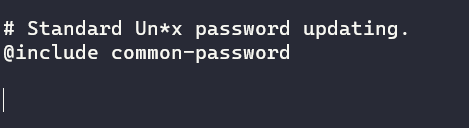 # Standard Un*x password updating.
@include common-password